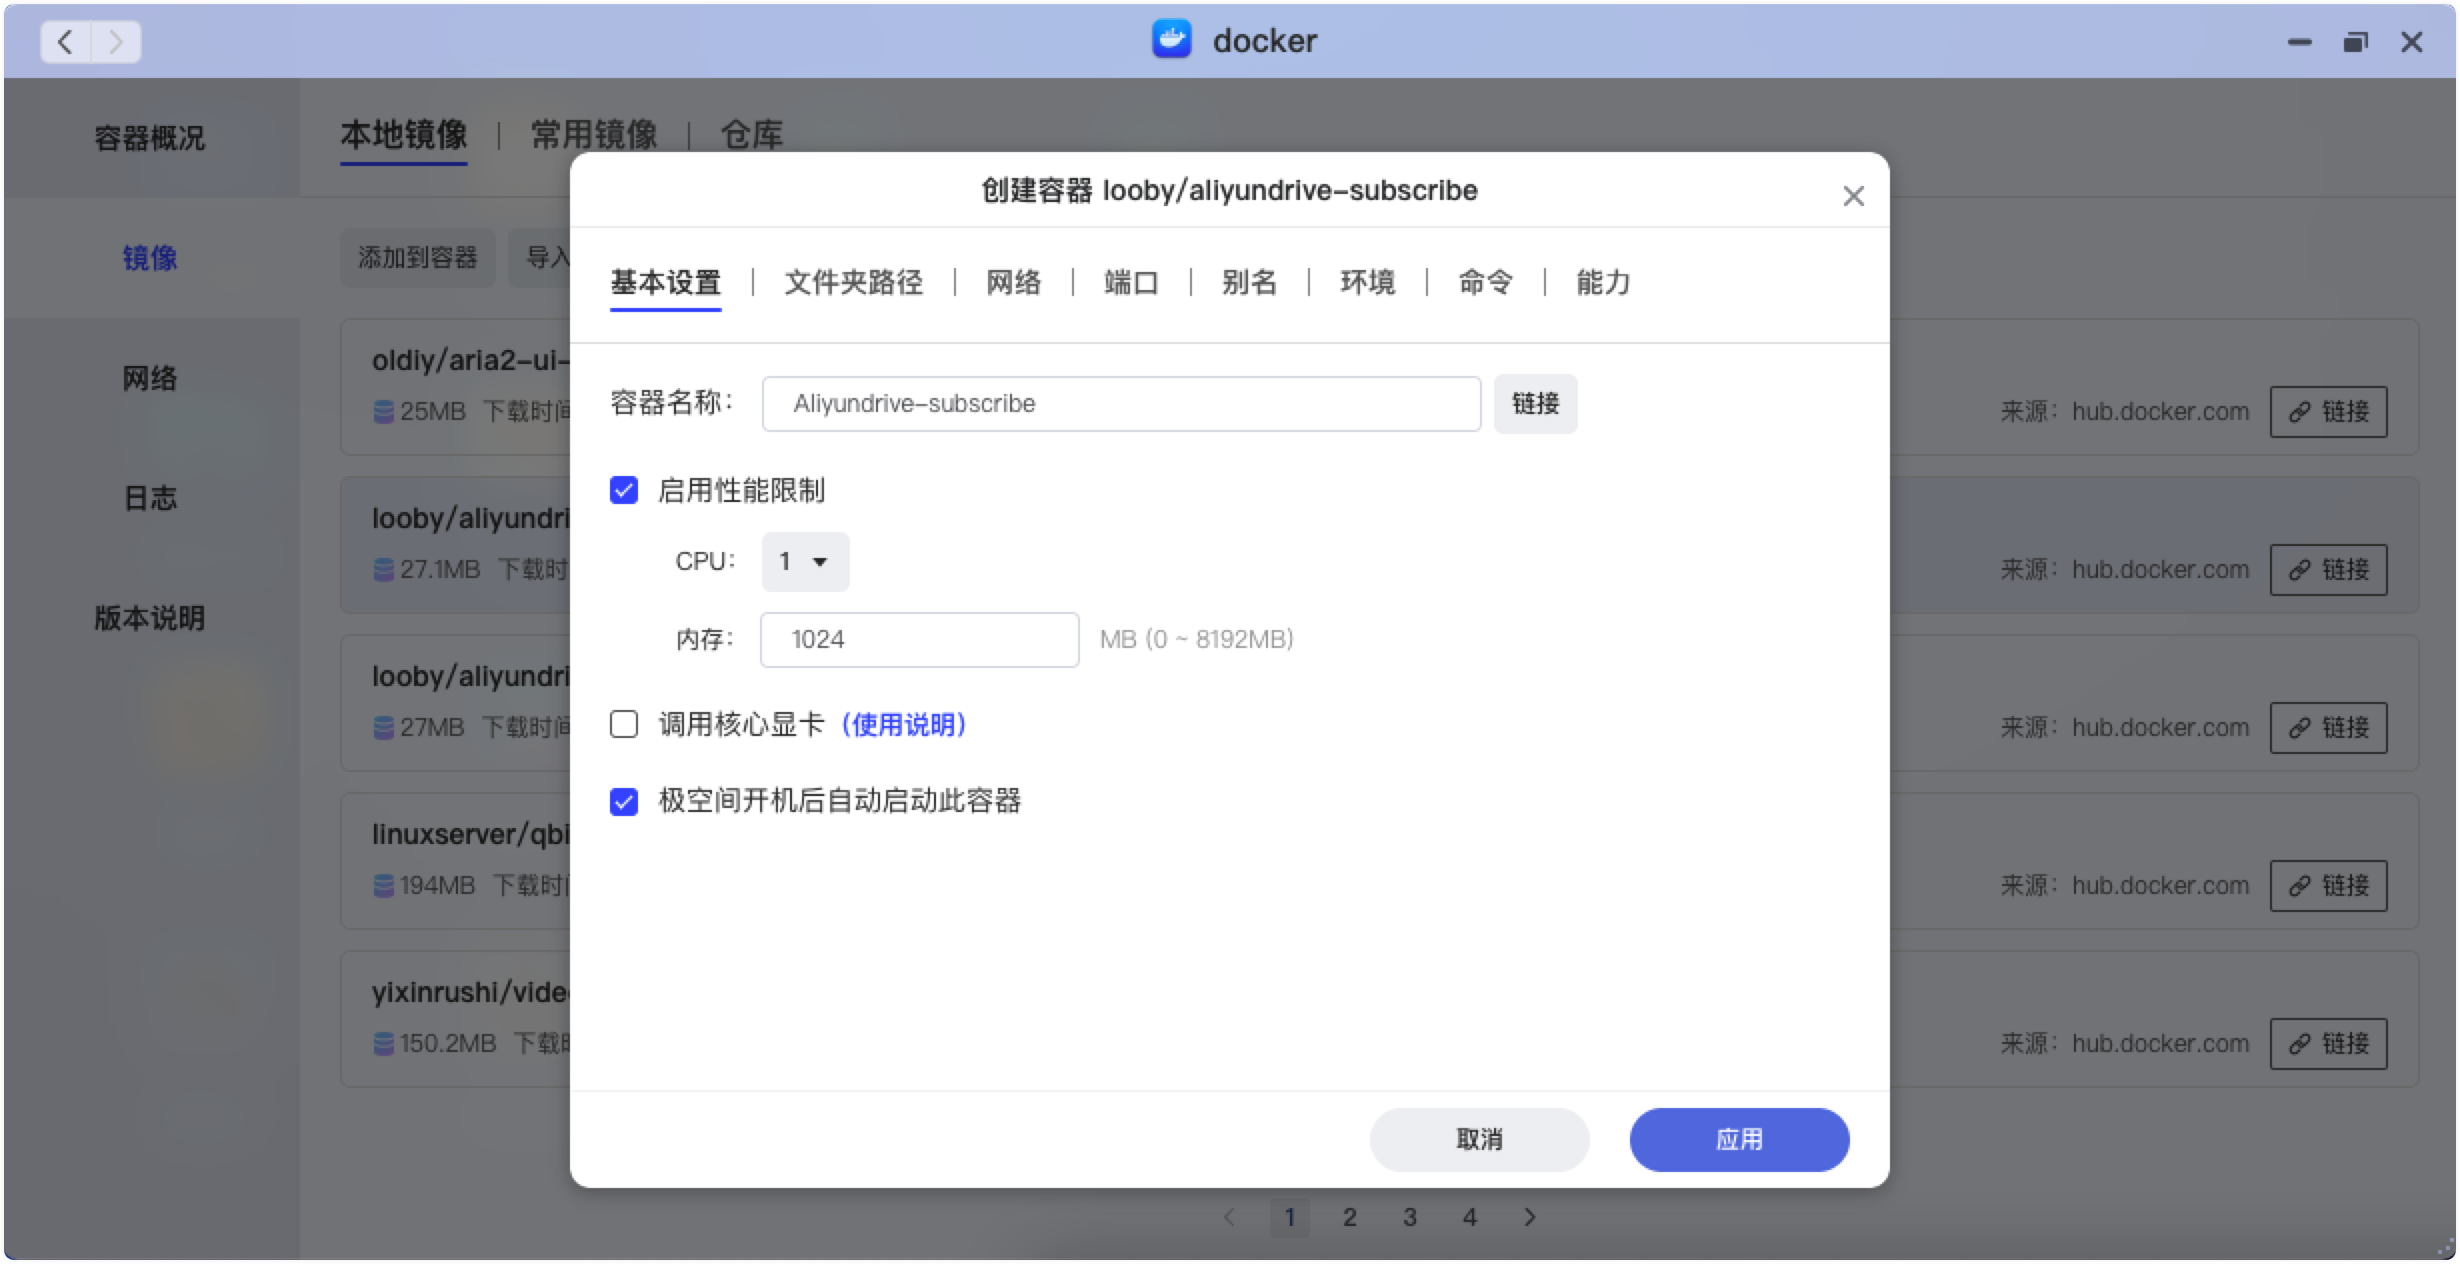 docker
容器概况
镜像
网络
日志
版本说明
本地镜像 | 常用镜像 | 仓库
添加到容器 导入
oldiy/aria2-ui-
25MB 下载时间
来源：hub.docker.com 链接
looby/aliyundri
27.1MB 下载时
来源：hub.docker.com 链接
looby/aliyundri
27MB 下载时间
来源：hub.docker.com 链接
linuxserver/qbi
194MB 下载时间
来源：hub.docker.com 链接
yixinrushi/vide
150.2MB 下载
来源：hub.docker.com 链接
创建容器 looby/aliyundrive-subscribe
基本设置 | 文件夹路径 | 网络 | 端口 | 别名 | 环境 | 命令 | 能力
容器名称： Aliyundrive-subscribe 链接
启用性能限制
CPU： 1
内存： 1024 MB (0 ~ 8192MB)
调用核心显卡（使用说明）
极空间开机后自动启动此容器
取消 应用
1 2 3 4